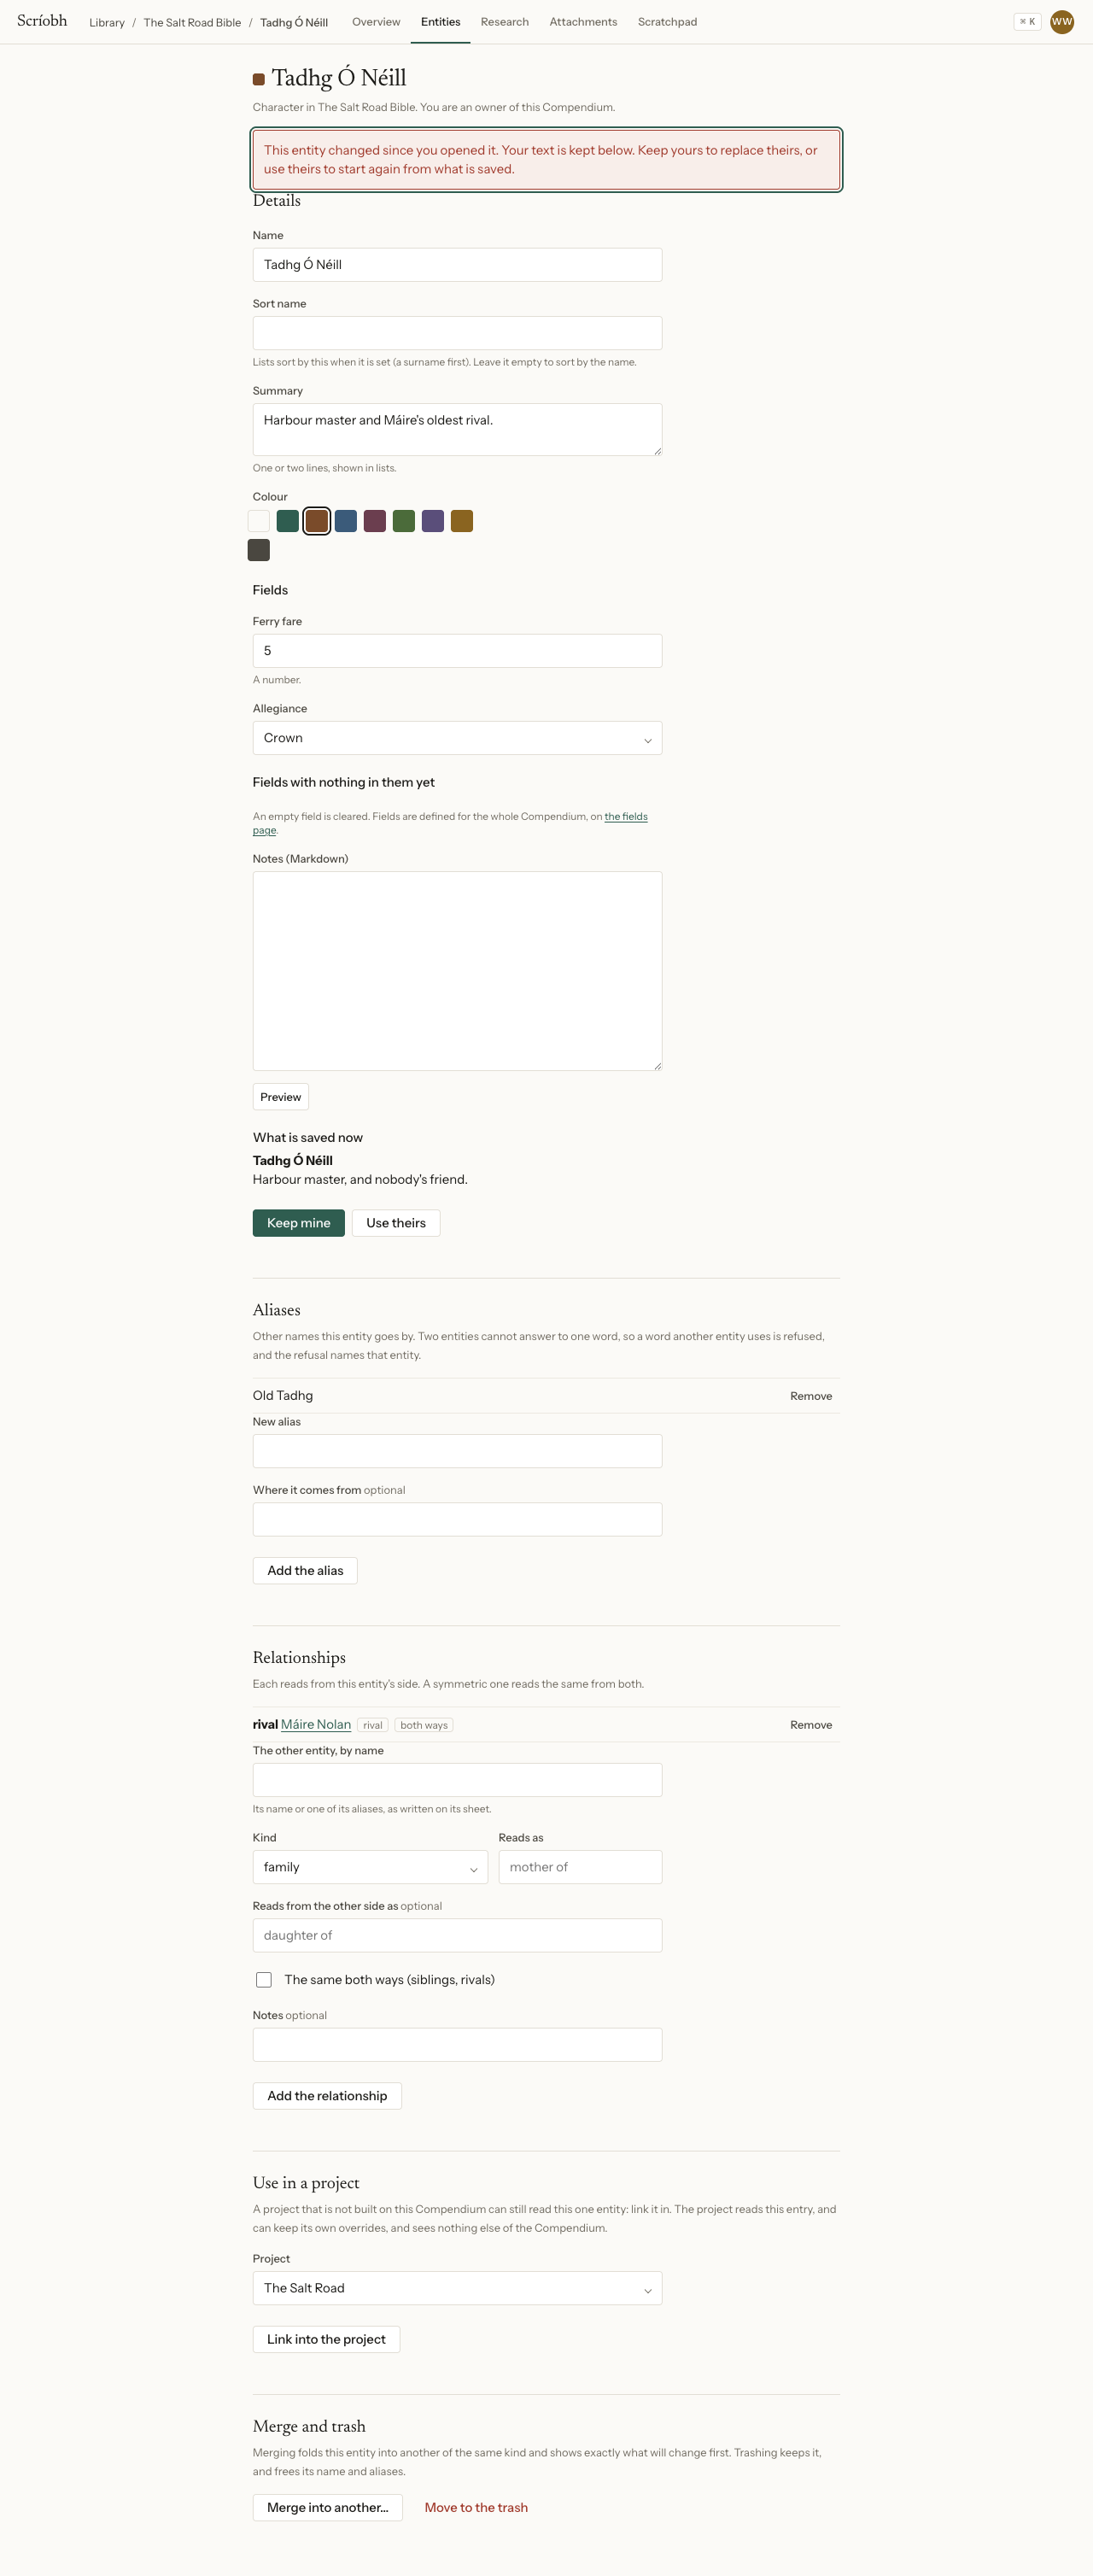 Scríobh
Library / The Salt Road Bible / Tadhg Ó Néill
Overview
Entities
Research
Attachments
Scratchpad
⌘ K
WW
Tadhg Ó Néill
Character in The Salt Road Bible. You are an owner of this Compendium.
This entity changed since you opened it. Your text is kept below. Keep yours to replace theirs, or
use theirs to start again from what is saved.
Details
Name
Tadhg Ó Néill
Sort name
Lists sort by this when it is set (a surname first). Leave it empty to sort by the name.
Summary
Harbour master and Máire's oldest rival.
One or two lines, shown in lists.
Colour
Fields
Ferry fare
5
A number.
Allegiance
Crown
Fields with nothing in them yet
An empty field is cleared. Fields are defined for the whole Compendium, on the fields
page.
Notes (Markdown)
Preview
What is saved now
Tadhg Ó Néill
Harbour master, and nobody's friend.
Keep mine
Use theirs
Aliases
Other names this entity goes by. Two entities cannot answer to one word, so a word another entity uses is refused,
and the refusal names that entity.
Old Tadhg
Remove
New alias
Where it comes from optional
Add the alias
Relationships
Each reads from this entity's side. A symmetric one reads the same from both.
rival Máire Nolan rival both ways
Remove
The other entity, by name
Its name or one of its aliases, as written on its sheet.
Kind
Reads as
family
mother of
Reads from the other side as optional
daughter of
The same both ways (siblings, rivals)
Notes optional
Add the relationship
Use in a project
A project that is not built on this Compendium can still read this one entity: link it in. The project reads this entry, and
can keep its own overrides, and sees nothing else of the Compendium.
Project
The Salt Road
Link into the project
Merge and trash
Merging folds this entity into another of the same kind and shows exactly what will change first. Trashing keeps it,
and frees its name and aliases.
Merge into another…
Move to the trash